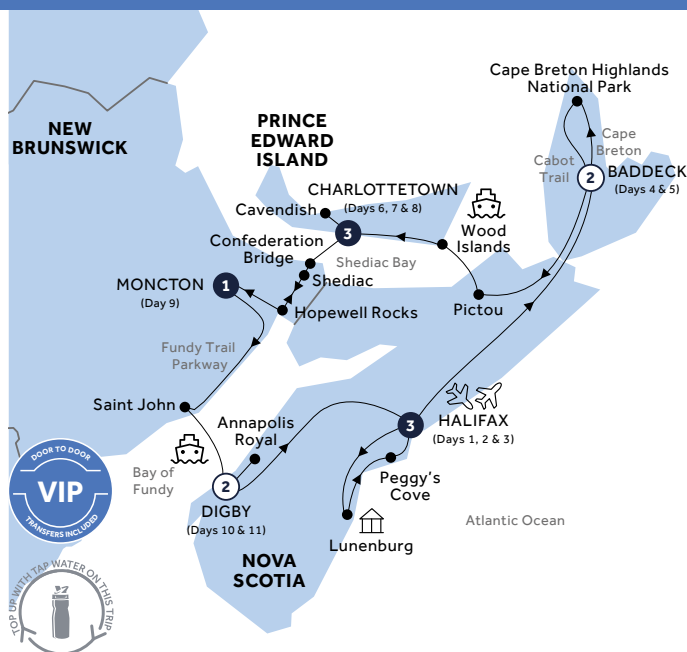 Cape Breton Highlands
National Park
NEW
BRUNSWICK
PRINCE
EDWARD
ISLAND
Cape
Breton
Cabot
Trail
2
BADDECK
(Days 4 & 5)
CHARLOTTETOWN
(Days 6, 7 & 8)
Cavendish
3
Wood
Islands
Confederation
Bridge
Shediac Bay
Shediac
MONCTON
(Day 9)
1
Hopewell Rocks
Pictou
Fundy Trail
Parkway
Saint John
Annapolis
Royal
3
HALIFAX
(Days 1, 2 & 3)
Bay of
Fundy
2
DIGBY
(Days 10 & 11)
Peggy's
Cove
Lunenburg
Atlantic Ocean
NOVA
SCOTIA
DOOR TO DOOR
VIP
TRANSFERS INCLUDED
TOP UP WITH TAP WATER ON THIS TRIP